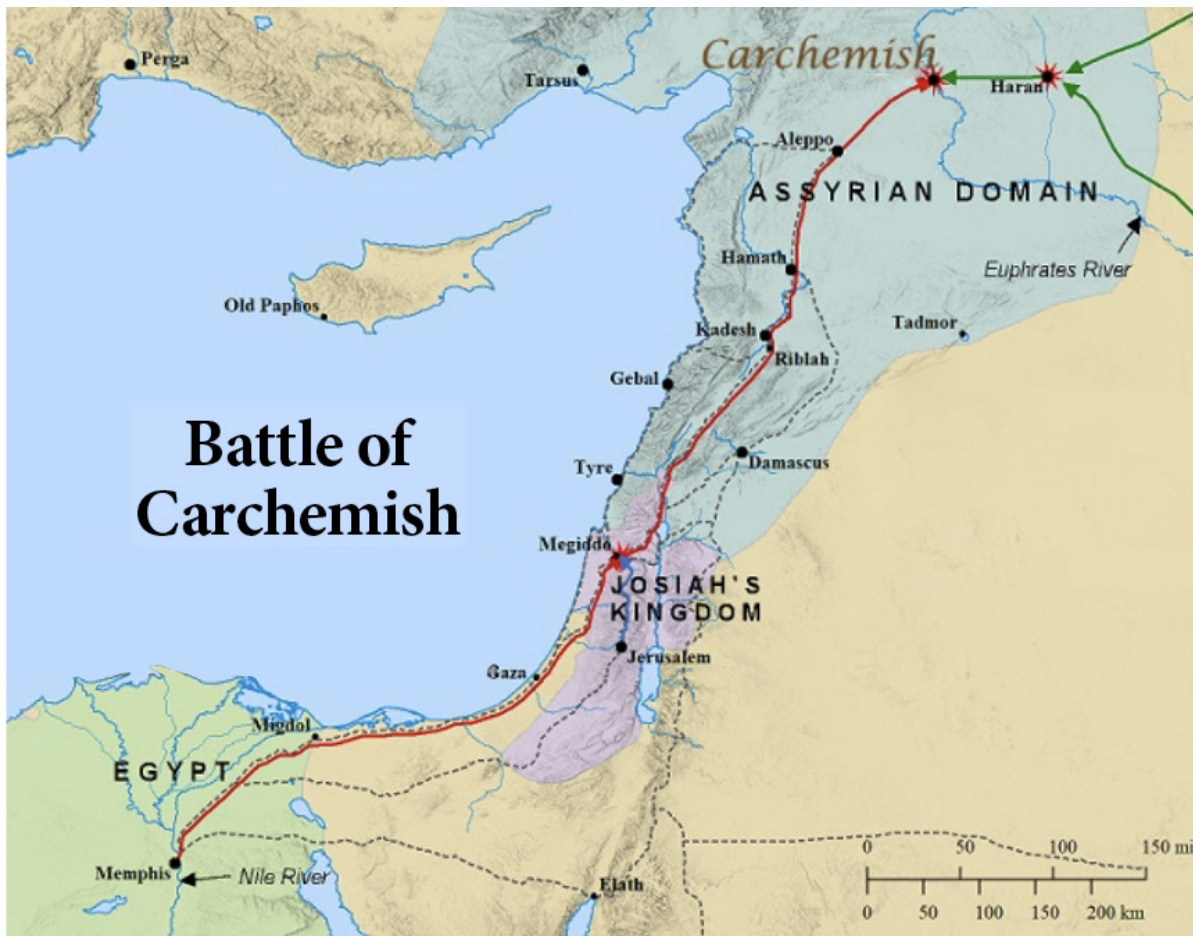 Carchemish
Perga
Tarsus
Haran
Aleppo
ASSYRIAN DOMAIN
Hamath
Euphrates River
Old Paphos
Kadesh
Tadmor
Riblah
Gebal
Battle of
Carchemish
Tyre
Damascus
Megiddo
JOSIAH'S
KINGDOM
Jerusalem
Gaza
Migdol
EGYPT
Memphis
Nile River
Elath
0 50 100 150 mi
0 50 100 150 200 km